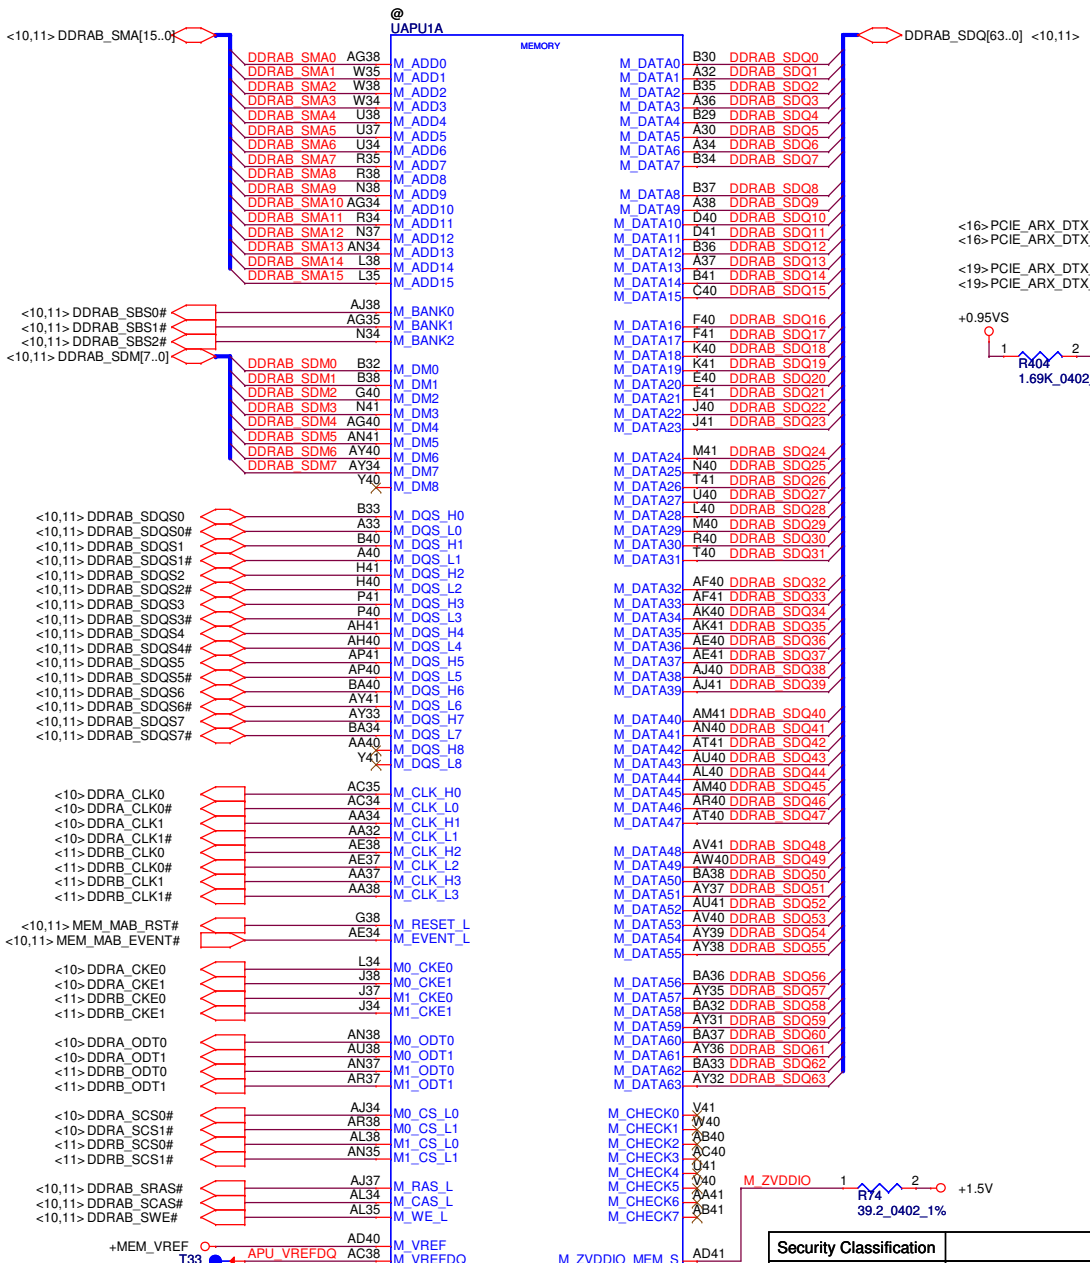 @
UAPU1A
MEMORY
<10,11> DDRAB_SMA[15..0]
DDRAB_SDQ[63..0] <10,11>
DDRAB_SMA0 AG38 M_ADD0
DDRAB_SMA1 W35 M_ADD1
DDRAB_SMA2 W38 M_ADD2
DDRAB_SMA3 W34 M_ADD3
DDRAB_SMA4 U38 M_ADD4
DDRAB_SMA5 U37 M_ADD5
DDRAB_SMA6 U34 M_ADD6
DDRAB_SMA7 R35 M_ADD7
DDRAB_SMA8 R38 M_ADD8
DDRAB_SMA9 N38 M_ADD9
DDRAB_SMA10 AG34 M_ADD10
DDRAB_SMA11 R34 M_ADD11
DDRAB_SMA12 N37 M_ADD12
DDRAB_SMA13 AN34 M_ADD13
DDRAB_SMA14 L38 M_ADD14
DDRAB_SMA15 L35 M_ADD15
<10,11> DDRAB_SBS0# AJ38 M_BANK0
<10,11> DDRAB_SBS1# AG35 M_BANK1
<10,11> DDRAB_SBS2# N34 M_BANK2
<10,11> DDRAB_SDM[7..0]
DDRAB_SDM0 B32 M_DM0
DDRAB_SDM1 B38 M_DM1
DDRAB_SDM2 G40 M_DM2
DDRAB_SDM3 N41 M_DM3
DDRAB_SDM4 AG40 M_DM4
DDRAB_SDM5 AN41 M_DM5
DDRAB_SDM6 AY40 M_DM6
DDRAB_SDM7 AY34 M_DM7
Y40 M_DM8
<10,11> DDRAB_SDQS0 B33 M_DQS_H0
<10,11> DDRAB_SDQS0# A33 M_DQS_L0
<10,11> DDRAB_SDQS1 B40 M_DQS_H1
<10,11> DDRAB_SDQS1# A40 M_DQS_L1
<10,11> DDRAB_SDQS2 H41 M_DQS_H2
<10,11> DDRAB_SDQS2# H40 M_DQS_L2
<10,11> DDRAB_SDQS3 P41 M_DQS_H3
<10,11> DDRAB_SDQS3# P40 M_DQS_L3
<10,11> DDRAB_SDQS4 AH41 M_DQS_H4
<10,11> DDRAB_SDQS4# AH40 M_DQS_L4
<10,11> DDRAB_SDQS5 AP41 M_DQS_H5
<10,11> DDRAB_SDQS5# AP40 M_DQS_L5
<10,11> DDRAB_SDQS6 BA40 M_DQS_H6
<10,11> DDRAB_SDQS6# AY41 M_DQS_L6
<10,11> DDRAB_SDQS7 AY33 M_DQS_H7
<10,11> DDRAB_SDQS7# BA34 M_DQS_L7
AA40 M_DQS_H8
Y41 M_DQS_L8
<10> DDRA_CLK0 AC35 M_CLK_H0
<10> DDRA_CLK0# AC34 M_CLK_L0
<10> DDRA_CLK1 AA34 M_CLK_H1
<10> DDRA_CLK1# AA32 M_CLK_L1
<11> DDRB_CLK0 AE38 M_CLK_H2
<11> DDRB_CLK0# AE37 M_CLK_L2
<11> DDRB_CLK1 AA37 M_CLK_H3
<11> DDRB_CLK1# AA38 M_CLK_L3
<10,11> MEM_MAB_RST# G38 M_RESET_L
<10,11> MEM_MAB_EVENT# AE34 M_EVENT_L
<10> DDRA_CKE0 L34 M0_CKE0
<10> DDRA_CKE1 J38 M0_CKE1
<11> DDRB_CKE0 J37 M1_CKE0
<11> DDRB_CKE1 J34 M1_CKE1
<10> DDRA_ODT0 AN38 M0_ODT0
<10> DDRA_ODT1 AU38 M0_ODT1
<11> DDRB_ODT0 AN37 M1_ODT0
<11> DDRB_ODT1 AR37 M1_ODT1
<10> DDRA_SCS0# AJ34 M0_CS_L0
<10> DDRA_SCS1# AR38 M0_CS_L1
<11> DDRB_SCS0# AL38 M1_CS_L0
<11> DDRB_SCS1# AN35 M1_CS_L1
<10,11> DDRAB_SRAS# AJ37 M_RAS_L
<10,11> DDRAB_SCAS# AL34 M_CAS_L
<10,11> DDRAB_SWE# AL35 M_WE_L
+MEM_VREF AD40 M_VREF
T33 APU_VREFDQ AC38 M_VREFDQ
M_DATA0 B30 DDRAB_SDQ0
M_DATA1 A32 DDRAB_SDQ1
M_DATA2 B35 DDRAB_SDQ2
M_DATA3 A36 DDRAB_SDQ3
M_DATA4 B29 DDRAB_SDQ4
M_DATA5 A30 DDRAB_SDQ5
M_DATA6 A34 DDRAB_SDQ6
M_DATA7 B34 DDRAB_SDQ7
M_DATA8 B37 DDRAB_SDQ8
M_DATA9 A38 DDRAB_SDQ9
M_DATA10 D40 DDRAB_SDQ10
M_DATA11 D41 DDRAB_SDQ11
M_DATA12 B36 DDRAB_SDQ12
M_DATA13 A37 DDRAB_SDQ13
M_DATA14 B41 DDRAB_SDQ14
M_DATA15 C40 DDRAB_SDQ15
M_DATA16 F40 DDRAB_SDQ16
M_DATA17 F41 DDRAB_SDQ17
M_DATA18 K40 DDRAB_SDQ18
M_DATA19 K41 DDRAB_SDQ19
M_DATA20 E40 DDRAB_SDQ20
M_DATA21 E41 DDRAB_SDQ21
M_DATA22 J40 DDRAB_SDQ22
M_DATA23 J41 DDRAB_SDQ23
M_DATA24 M41 DDRAB_SDQ24
M_DATA25 N40 DDRAB_SDQ25
M_DATA26 T41 DDRAB_SDQ26
M_DATA27 U40 DDRAB_SDQ27
M_DATA28 L40 DDRAB_SDQ28
M_DATA29 M40 DDRAB_SDQ29
M_DATA30 R40 DDRAB_SDQ30
M_DATA31 T40 DDRAB_SDQ31
M_DATA32 AF40 DDRAB_SDQ32
M_DATA33 AF41 DDRAB_SDQ33
M_DATA34 AK40 DDRAB_SDQ34
M_DATA35 AK41 DDRAB_SDQ35
M_DATA36 AE40 DDRAB_SDQ36
M_DATA37 AE41 DDRAB_SDQ37
M_DATA38 AJ40 DDRAB_SDQ38
M_DATA39 AJ41 DDRAB_SDQ39
M_DATA40 AM41 DDRAB_SDQ40
M_DATA41 AN40 DDRAB_SDQ41
M_DATA42 AT41 DDRAB_SDQ42
M_DATA43 AU40 DDRAB_SDQ43
M_DATA44 AL40 DDRAB_SDQ44
M_DATA45 AM40 DDRAB_SDQ45
M_DATA46 AR40 DDRAB_SDQ46
M_DATA47 AT40 DDRAB_SDQ47
M_DATA48 AV41 DDRAB_SDQ48
M_DATA49 AW40 DDRAB_SDQ49
M_DATA50 BA38 DDRAB_SDQ50
M_DATA51 AY37 DDRAB_SDQ51
M_DATA52 AU41 DDRAB_SDQ52
M_DATA53 AV40 DDRAB_SDQ53
M_DATA54 AY39 DDRAB_SDQ54
M_DATA55 AY38 DDRAB_SDQ55
M_DATA56 BA36 DDRAB_SDQ56
M_DATA57 AY35 DDRAB_SDQ57
M_DATA58 BA32 DDRAB_SDQ58
M_DATA59 AY31 DDRAB_SDQ59
M_DATA60 BA37 DDRAB_SDQ60
M_DATA61 AY36 DDRAB_SDQ61
M_DATA62 BA33 DDRAB_SDQ62
M_DATA63 AY32 DDRAB_SDQ63
M_CHECK0 V41
M_CHECK1 W40
M_CHECK2 AB40
M_CHECK3 AC40
M_CHECK4 U41
M_CHECK5 V40
M_CHECK6 AA41
M_CHECK7 AB41
M_ZVDDIO_MEM_S AD41
M_ZVDDIO 1 2 +1.5V
R74
39.2_0402_1%
<16> PCIE_ARX_DTX_
<16> PCIE_ARX_DTX_
<19> PCIE_ARX_DTX_
<19> PCIE_ARX_DTX_
+0.95VS
1 2
R404
1.69K_0402_
Security Classification